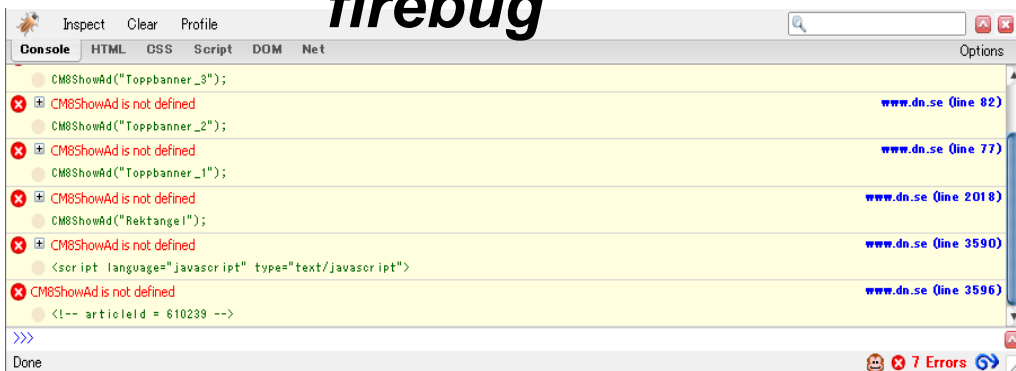 firebug
Inspect Clear Profile
Console HTML CSS Script DOM Net Options
CM8ShowAd("Toppbanner_3");
CM8ShowAd is not defined www.dn.se (line 82)
CM8ShowAd("Toppbanner_2");
CM8ShowAd is not defined www.dn.se (line 77)
CM8ShowAd("Toppbanner_1");
CM8ShowAd is not defined www.dn.se (line 2018)
CM8ShowAd("Rektangel");
CM8ShowAd is not defined www.dn.se (line 3590)
<script language="javascript" type="text/javascript">
CM8ShowAd is not defined www.dn.se (line 3596)
<!-- articleId = 610239 -->
>>>
Done 7 Errors